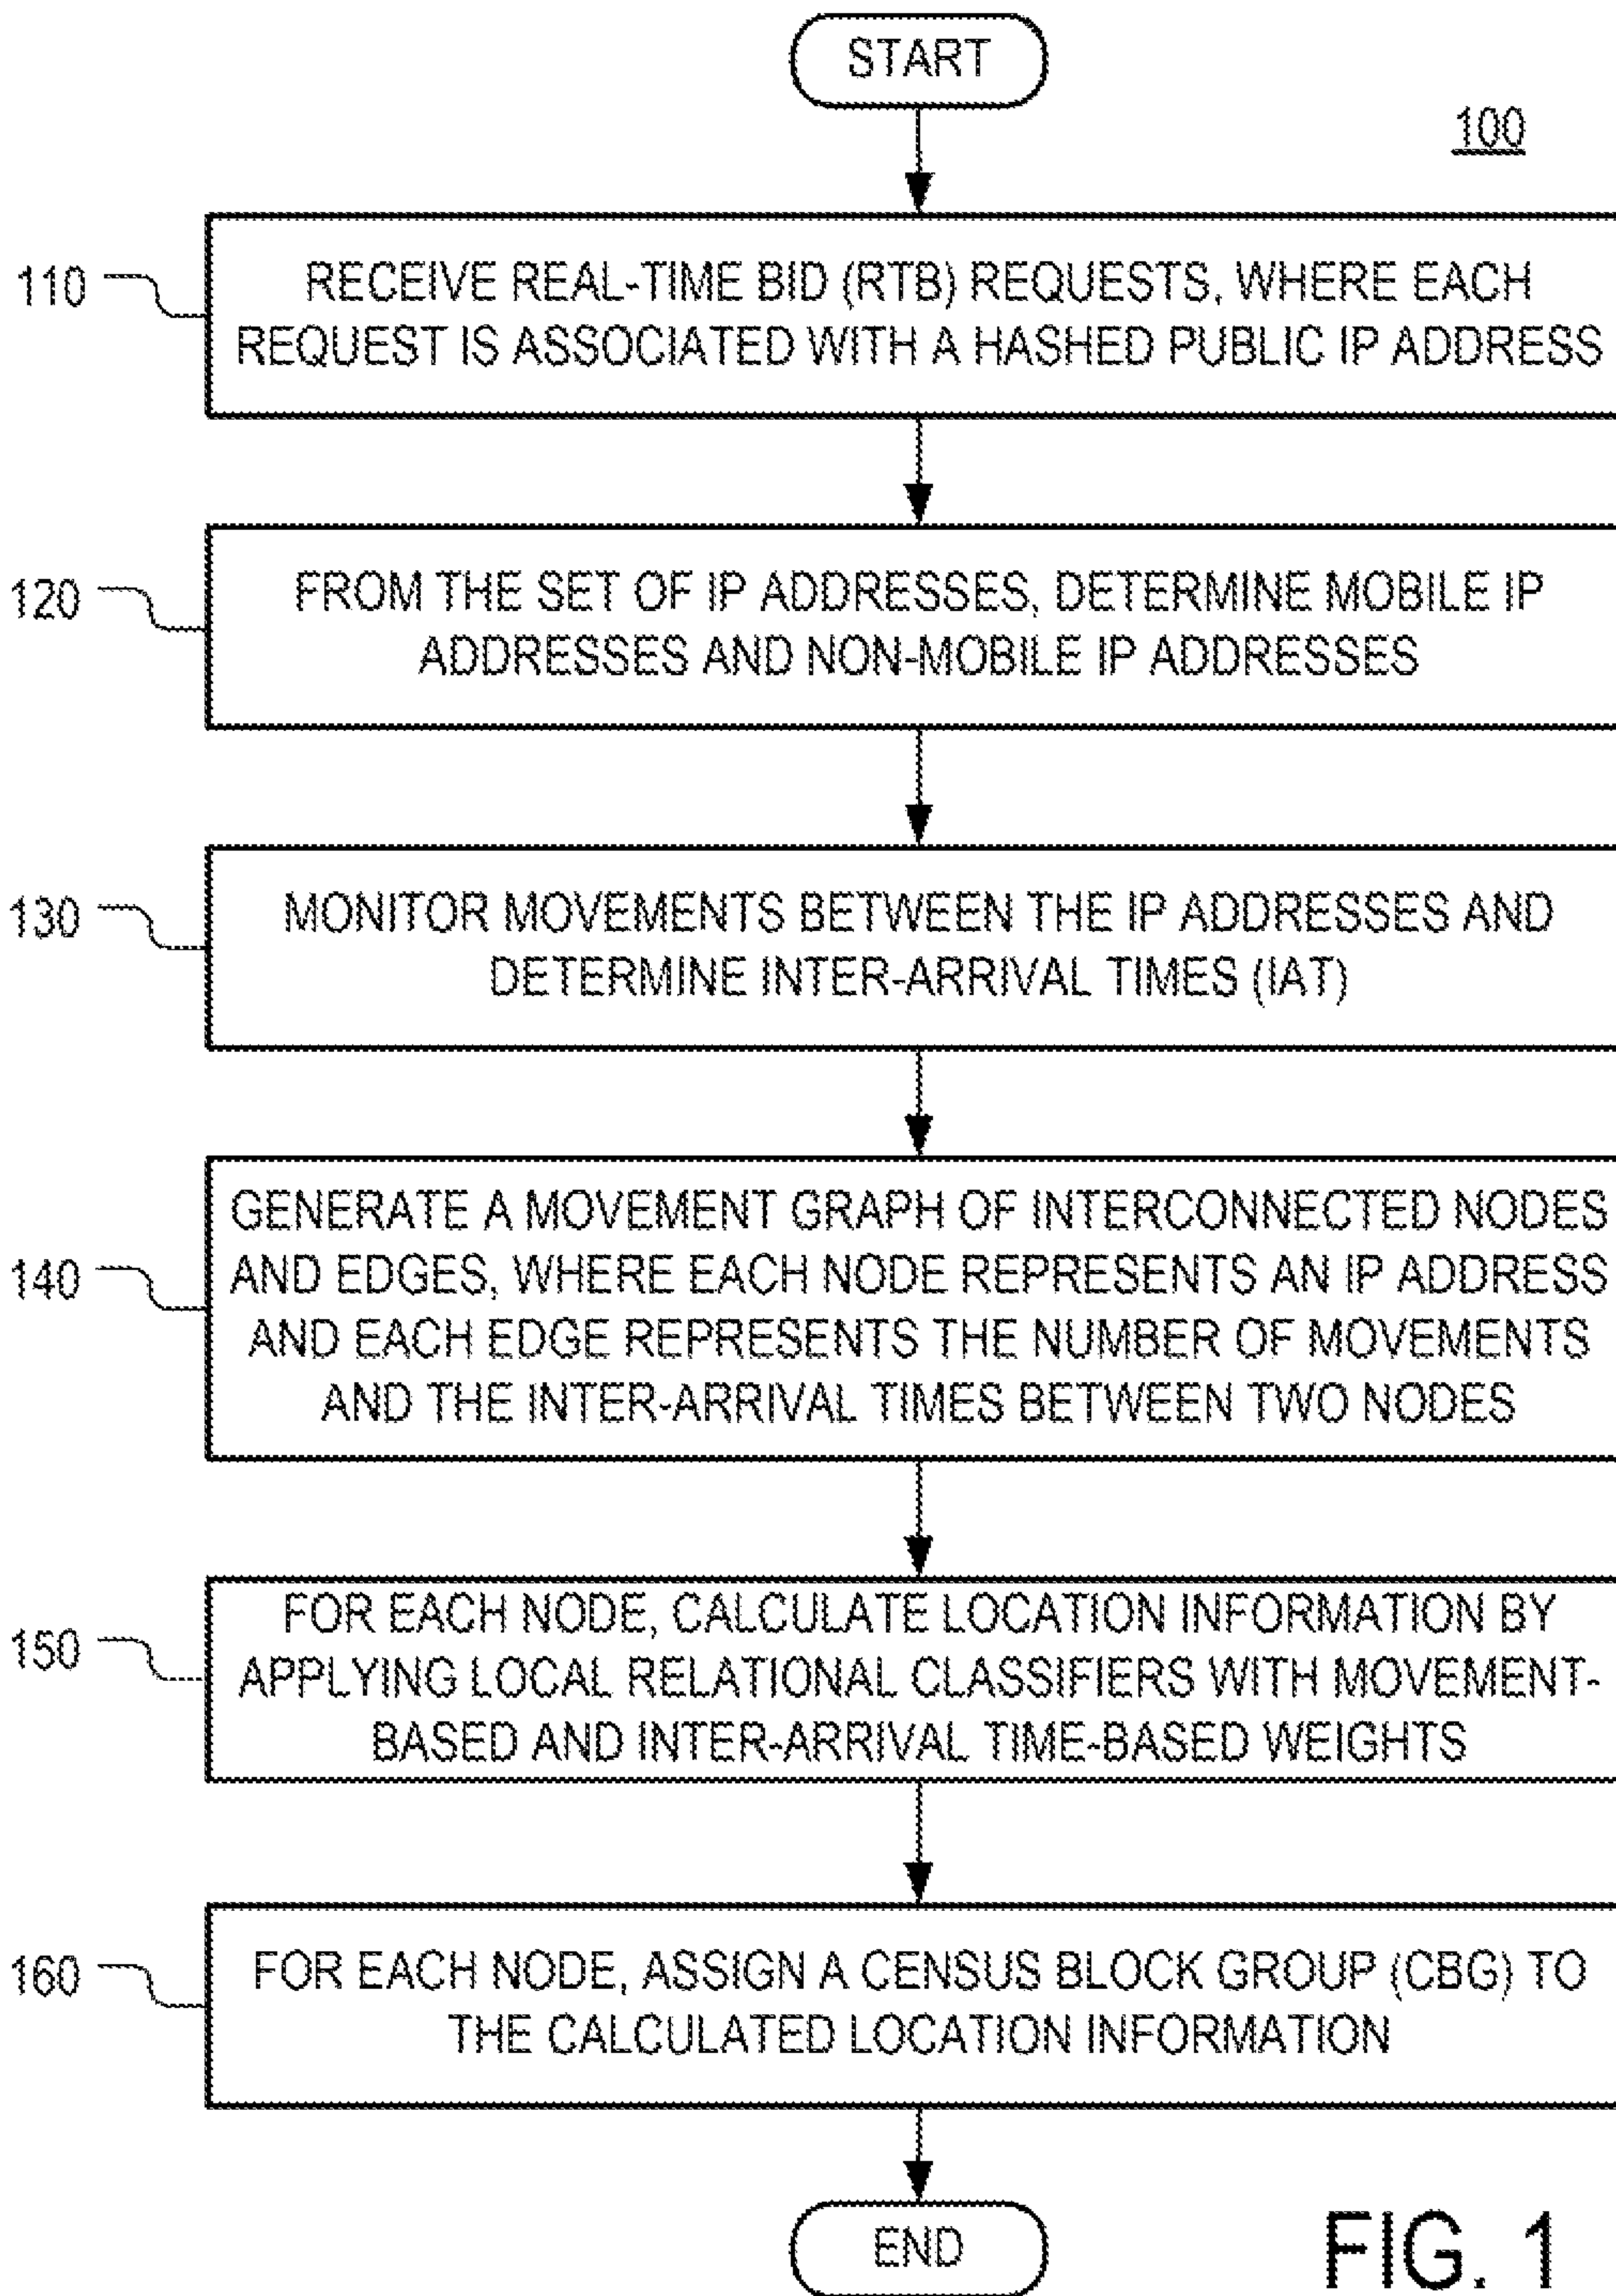 START
100
110
RECEIVE REAL-TIME BID (RTB) REQUESTS, WHERE EACH
REQUEST IS ASSOCIATED WITH A HASHED PUBLIC IP ADDRESS
120
FROM THE SET OF IP ADDRESSES, DETERMINE MOBILE IP
ADDRESSES AND NON-MOBILE IP ADDRESSES
130
MONITOR MOVEMENTS BETWEEN THE IP ADDRESSES AND
DETERMINE INTER-ARRIVAL TIMES (IAT)
140
GENERATE A MOVEMENT GRAPH OF INTERCONNECTED NODES
AND EDGES, WHERE EACH NODE REPRESENTS AN IP ADDRESS
AND EACH EDGE REPRESENTS THE NUMBER OF MOVEMENTS
AND THE INTER-ARRIVAL TIMES BETWEEN TWO NODES
150
FOR EACH NODE, CALCULATE LOCATION INFORMATION BY
APPLYING LOCAL RELATIONAL CLASSIFIERS WITH MOVEMENT-
BASED AND INTER-ARRIVAL TIME-BASED WEIGHTS
160
FOR EACH NODE, ASSIGN A CENSUS BLOCK GROUP (CBG) TO
THE CALCULATED LOCATION INFORMATION
END
FIG. 1